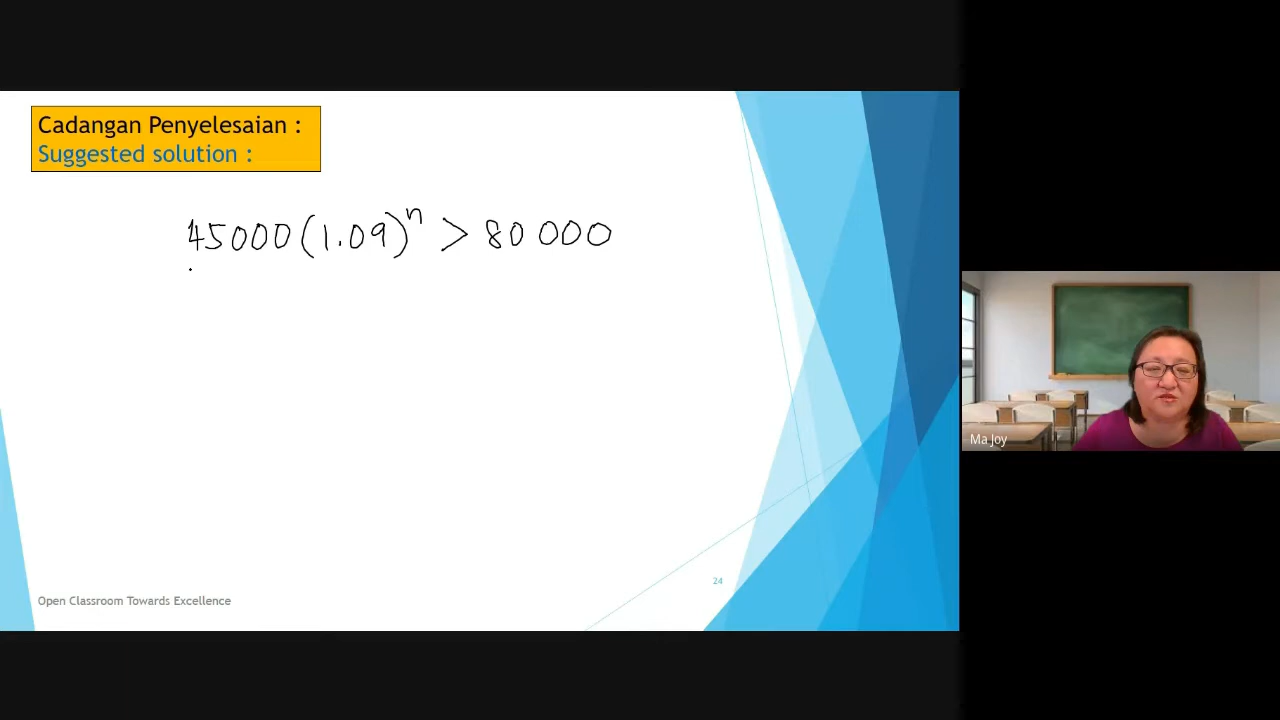 Cadangan Penyelesaian :
Suggested solution :
45000(1.09)ⁿ > 80 000
Ma Joy
24
Open Classroom Towards Excellence